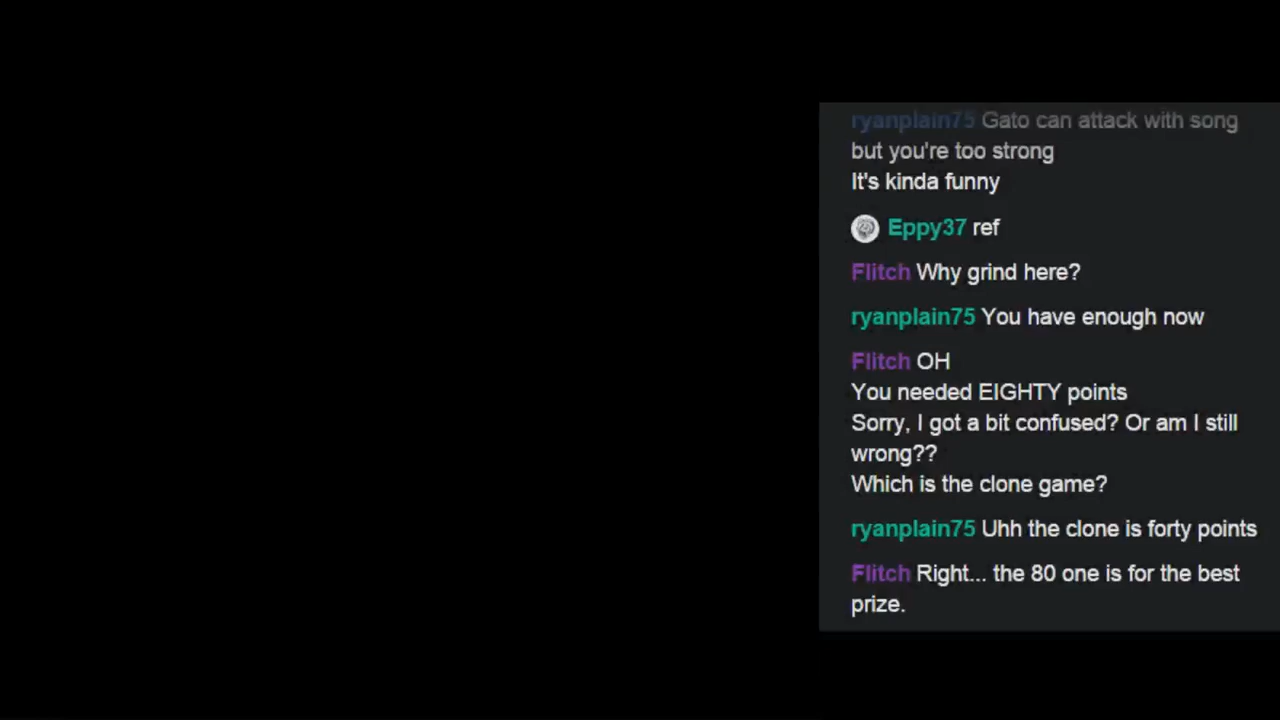 ryanplain75 Gato can attack with song
but you're too strong
It's kinda funny
Eppy37 ref
Flitch Why grind here?
ryanplain75 You have enough now
Flitch OH
You needed EIGHTY points
Sorry, I got a bit confused? Or am I still
wrong??
Which is the clone game?
ryanplain75 Uhh the clone is forty points
Flitch Right... the 80 one is for the best
prize.